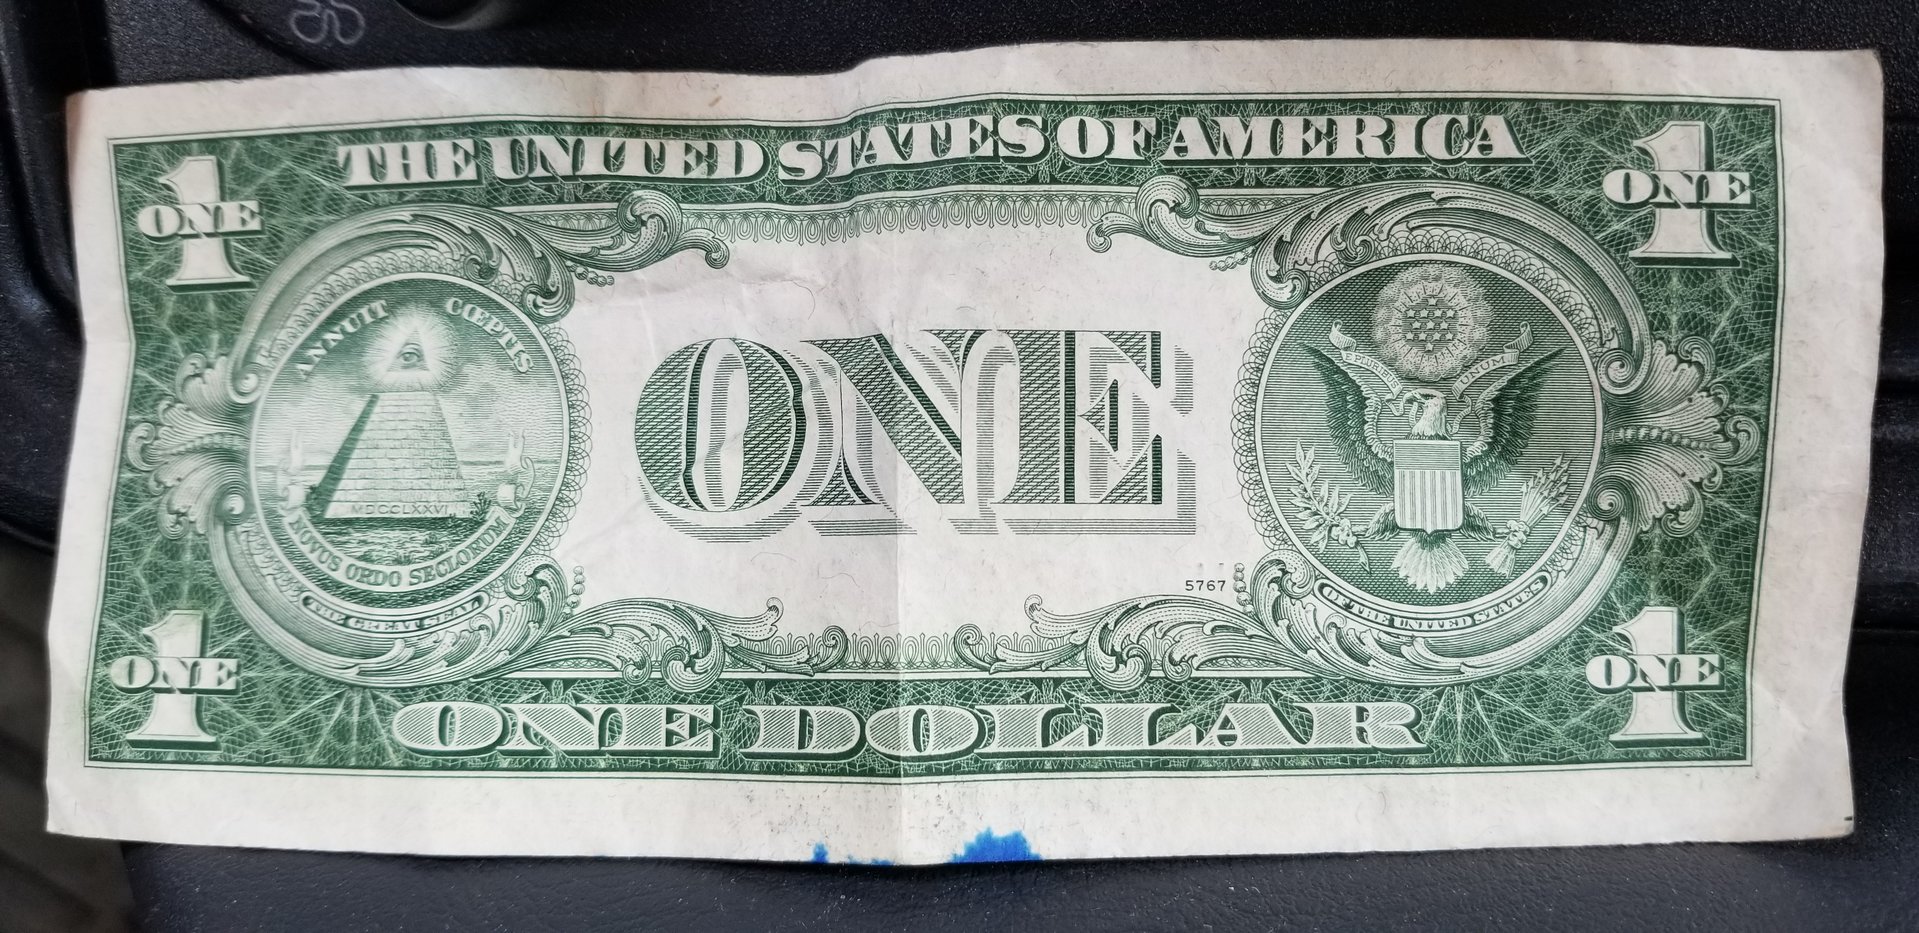 THE UNITED STATES OF AMERICA
1
ONE
1
ONE
ANNUIT CŒPTIS
MDCCLXXVI
NOVUS ORDO SECLORUM
THE GREAT SEAL
ONE
E PLURIBUS UNUM
OF THE UNITED STATES
5767
1
ONE
1
ONE
ONE DOLLAR